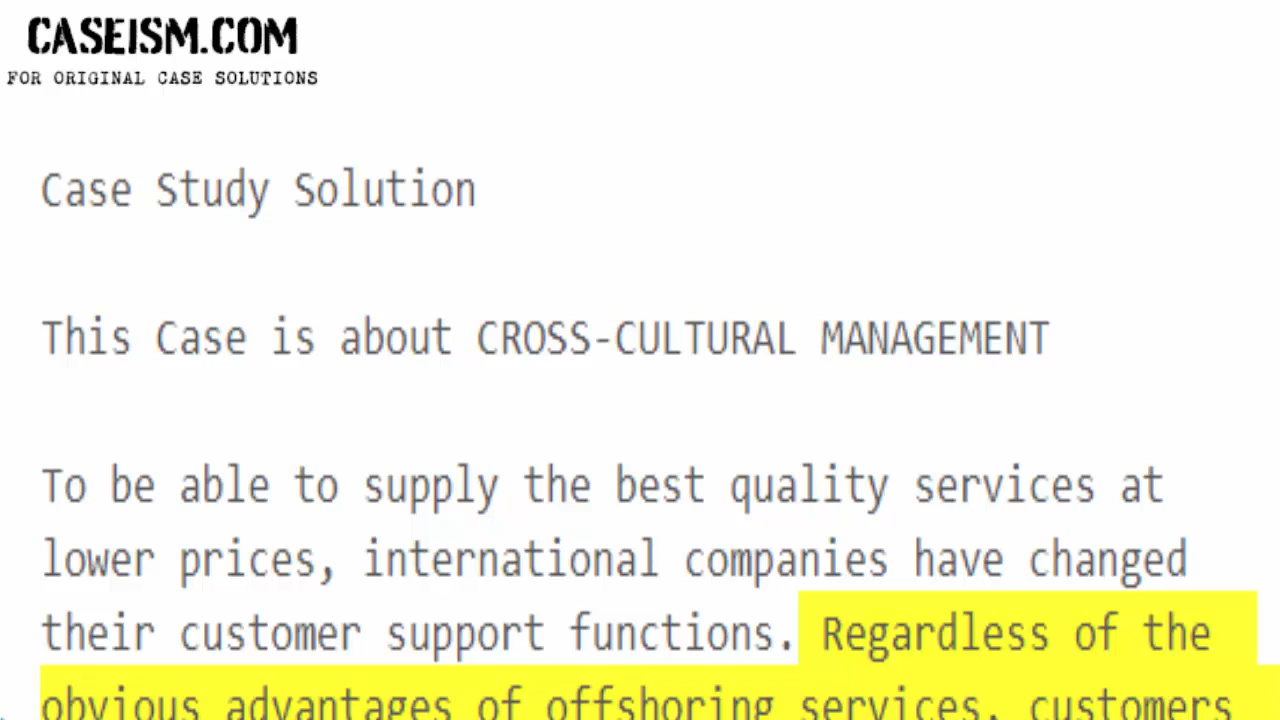 CASEISM.COM
FOR ORIGINAL CASE SOLUTIONS
Case Study Solution
This Case is about CROSS-CULTURAL MANAGEMENT
To be able to supply the best quality services at
lower prices, international companies have changed
their customer support functions. Regardless of the
obvious advantages of offshoring services, customers